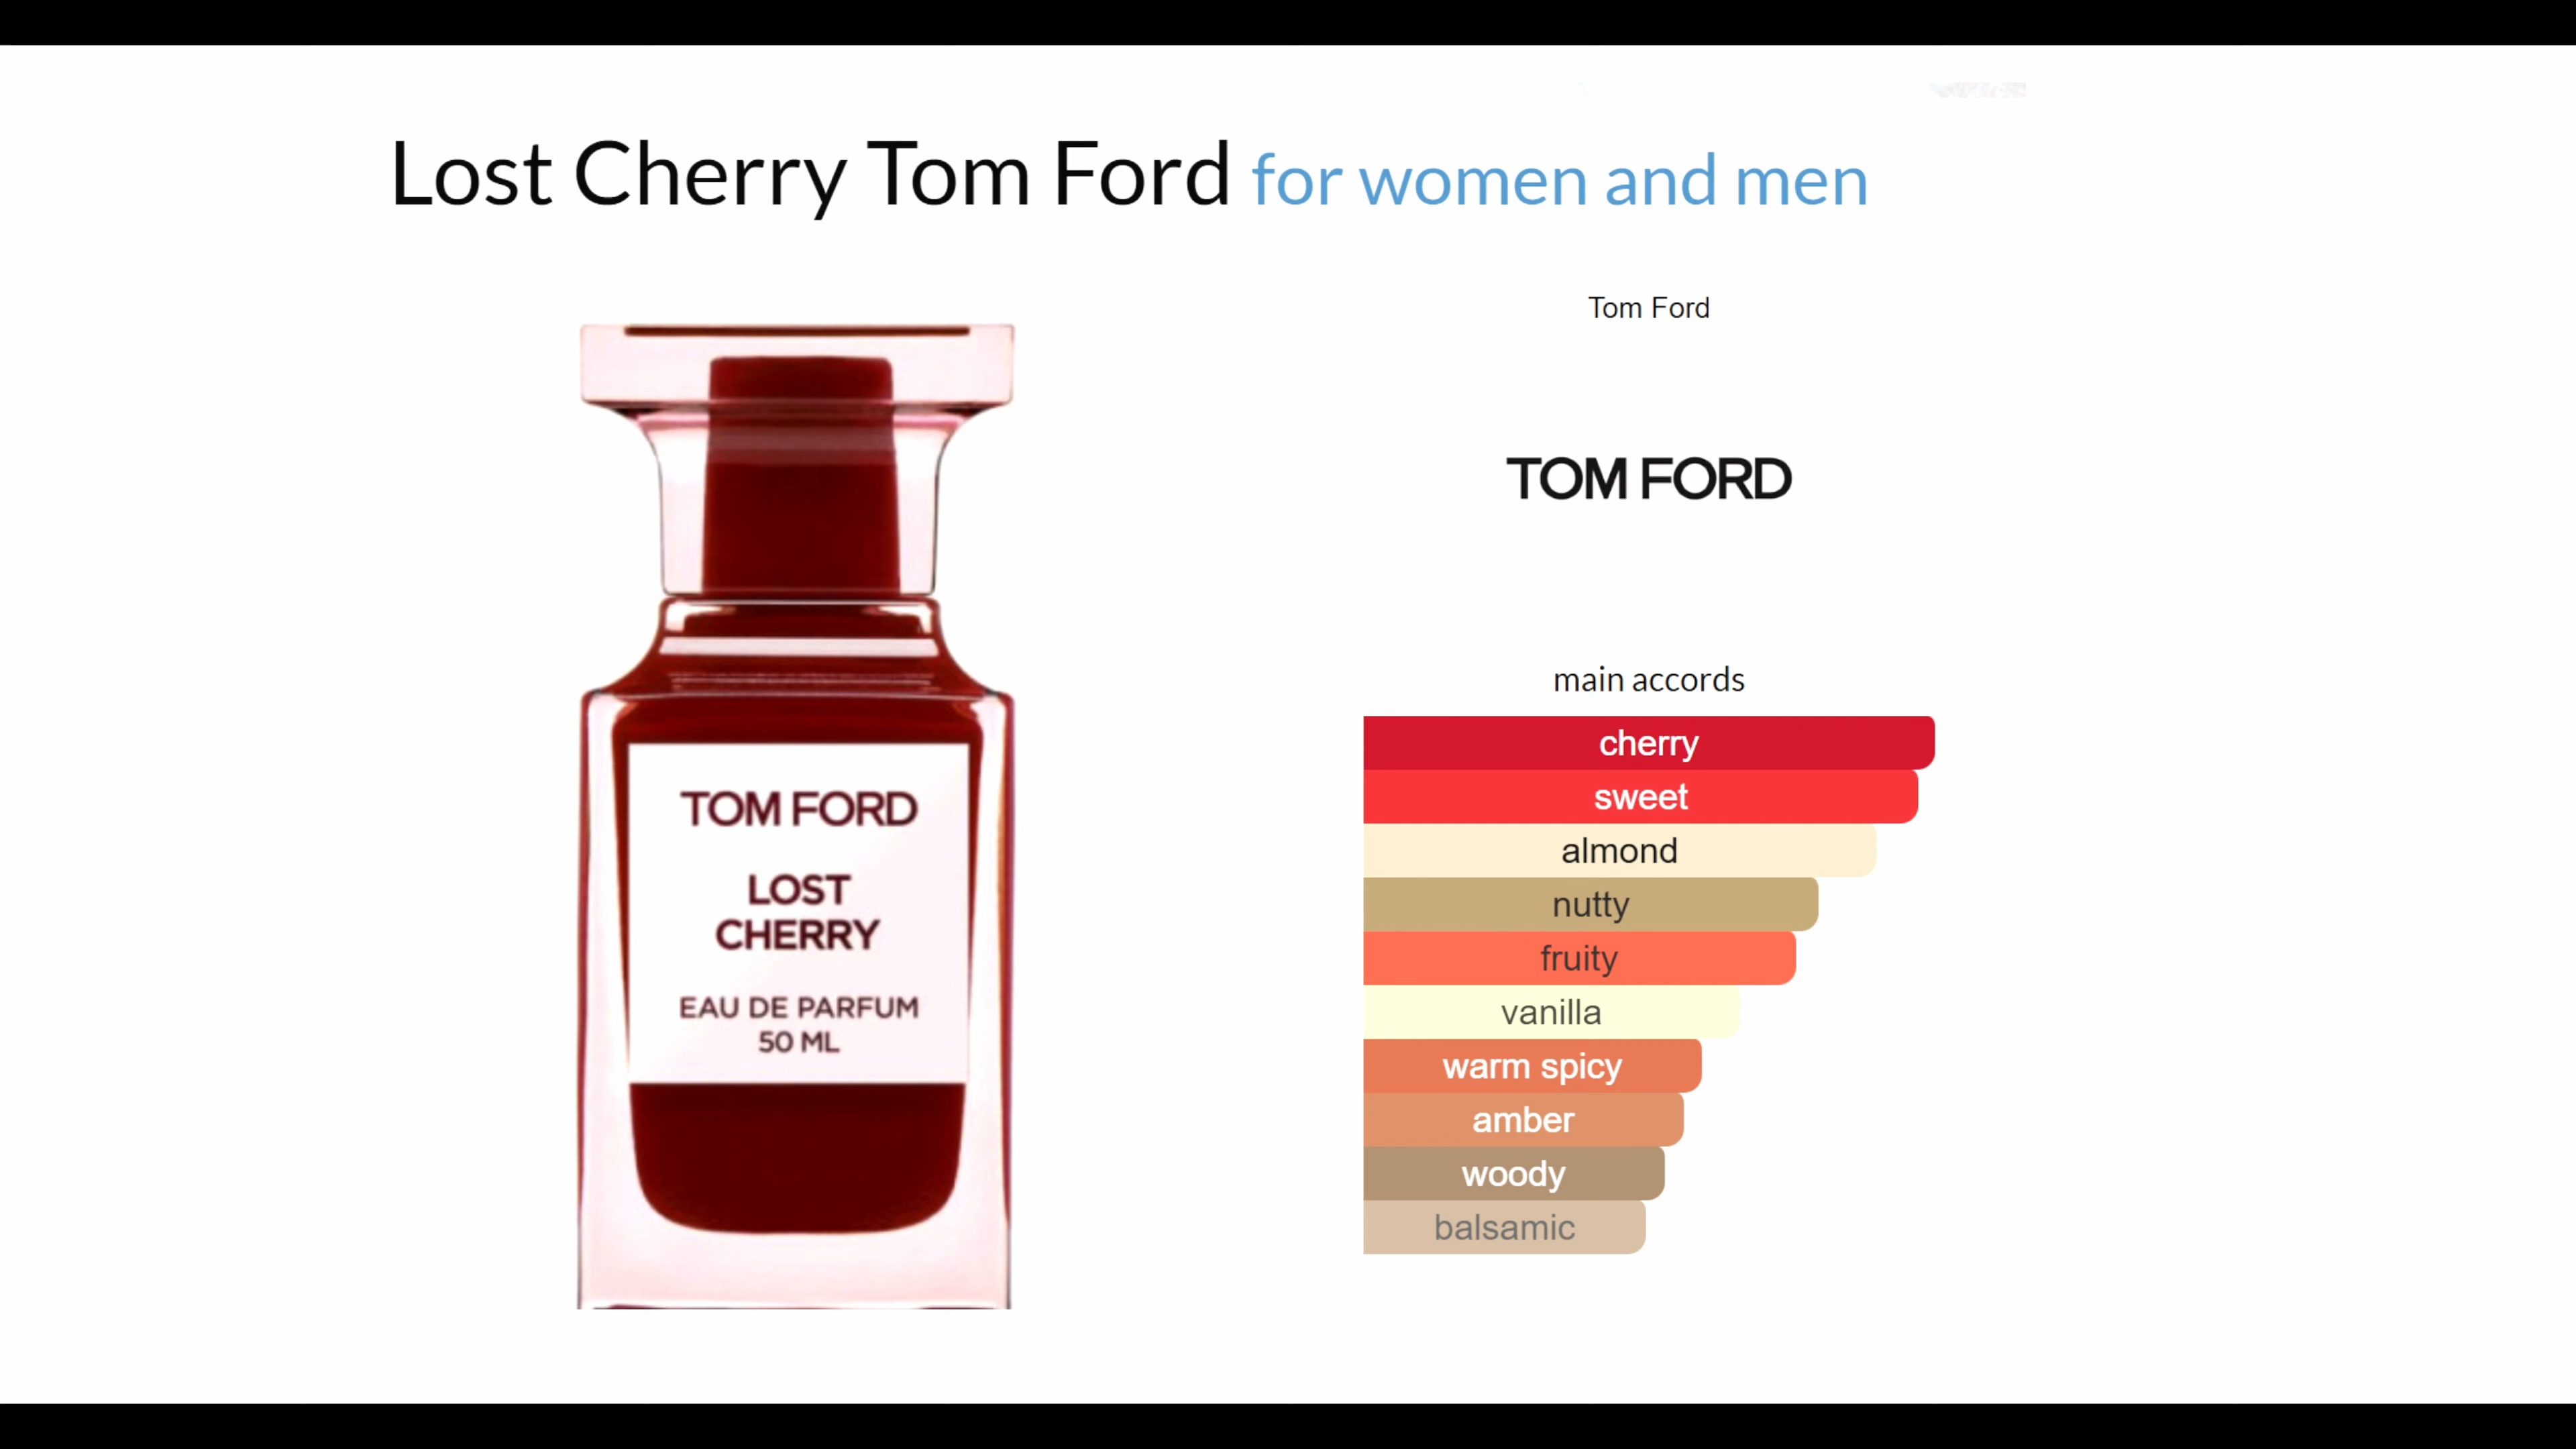 Lost Cherry Tom Ford for women and men
Tom Ford
TOM FORD
TOM FORD
LOST
CHERRY
EAU DE PARFUM
50 ML
main accords
cherry
sweet
almond
nutty
fruity
vanilla
warm spicy
amber
woody
balsamic